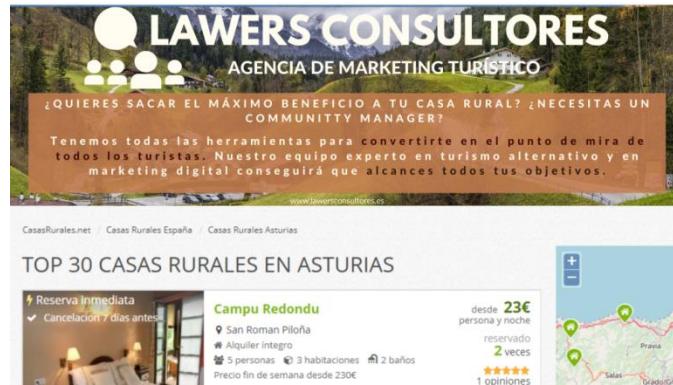 LAWERS CONSULTORES
AGENCIA DE MARKETING TURÍSTICO
¿QUIERES SACAR EL MÁXIMO BENEFICIO A TU CASA RURAL? ¿NECESITAS UN
COMMUNITTY MANAGER?
Tenemos todas las herramientas para convertirte en el punto de mira de
todos los turistas. Nuestro equipo experto en turismo alternativo y en
marketing digital conseguirá que alcances todos tus objetivos.
www.lawersconsultores.es
CasasRurales.net / Casas Rurales España / Casas Rurales Asturias
TOP 30 CASAS RURALES EN ASTURIAS
Reserva inmediata
Cancelación 7 días antes
Campu Redondu
San Roman Piloña
Alquiler íntegro
5 personas 3 habitaciones 2 baños
Precio fin de semana desde 230€
desde 23€
persona y noche
reservado
2 veces
1 opiniones
+
−
Pravia
Salas